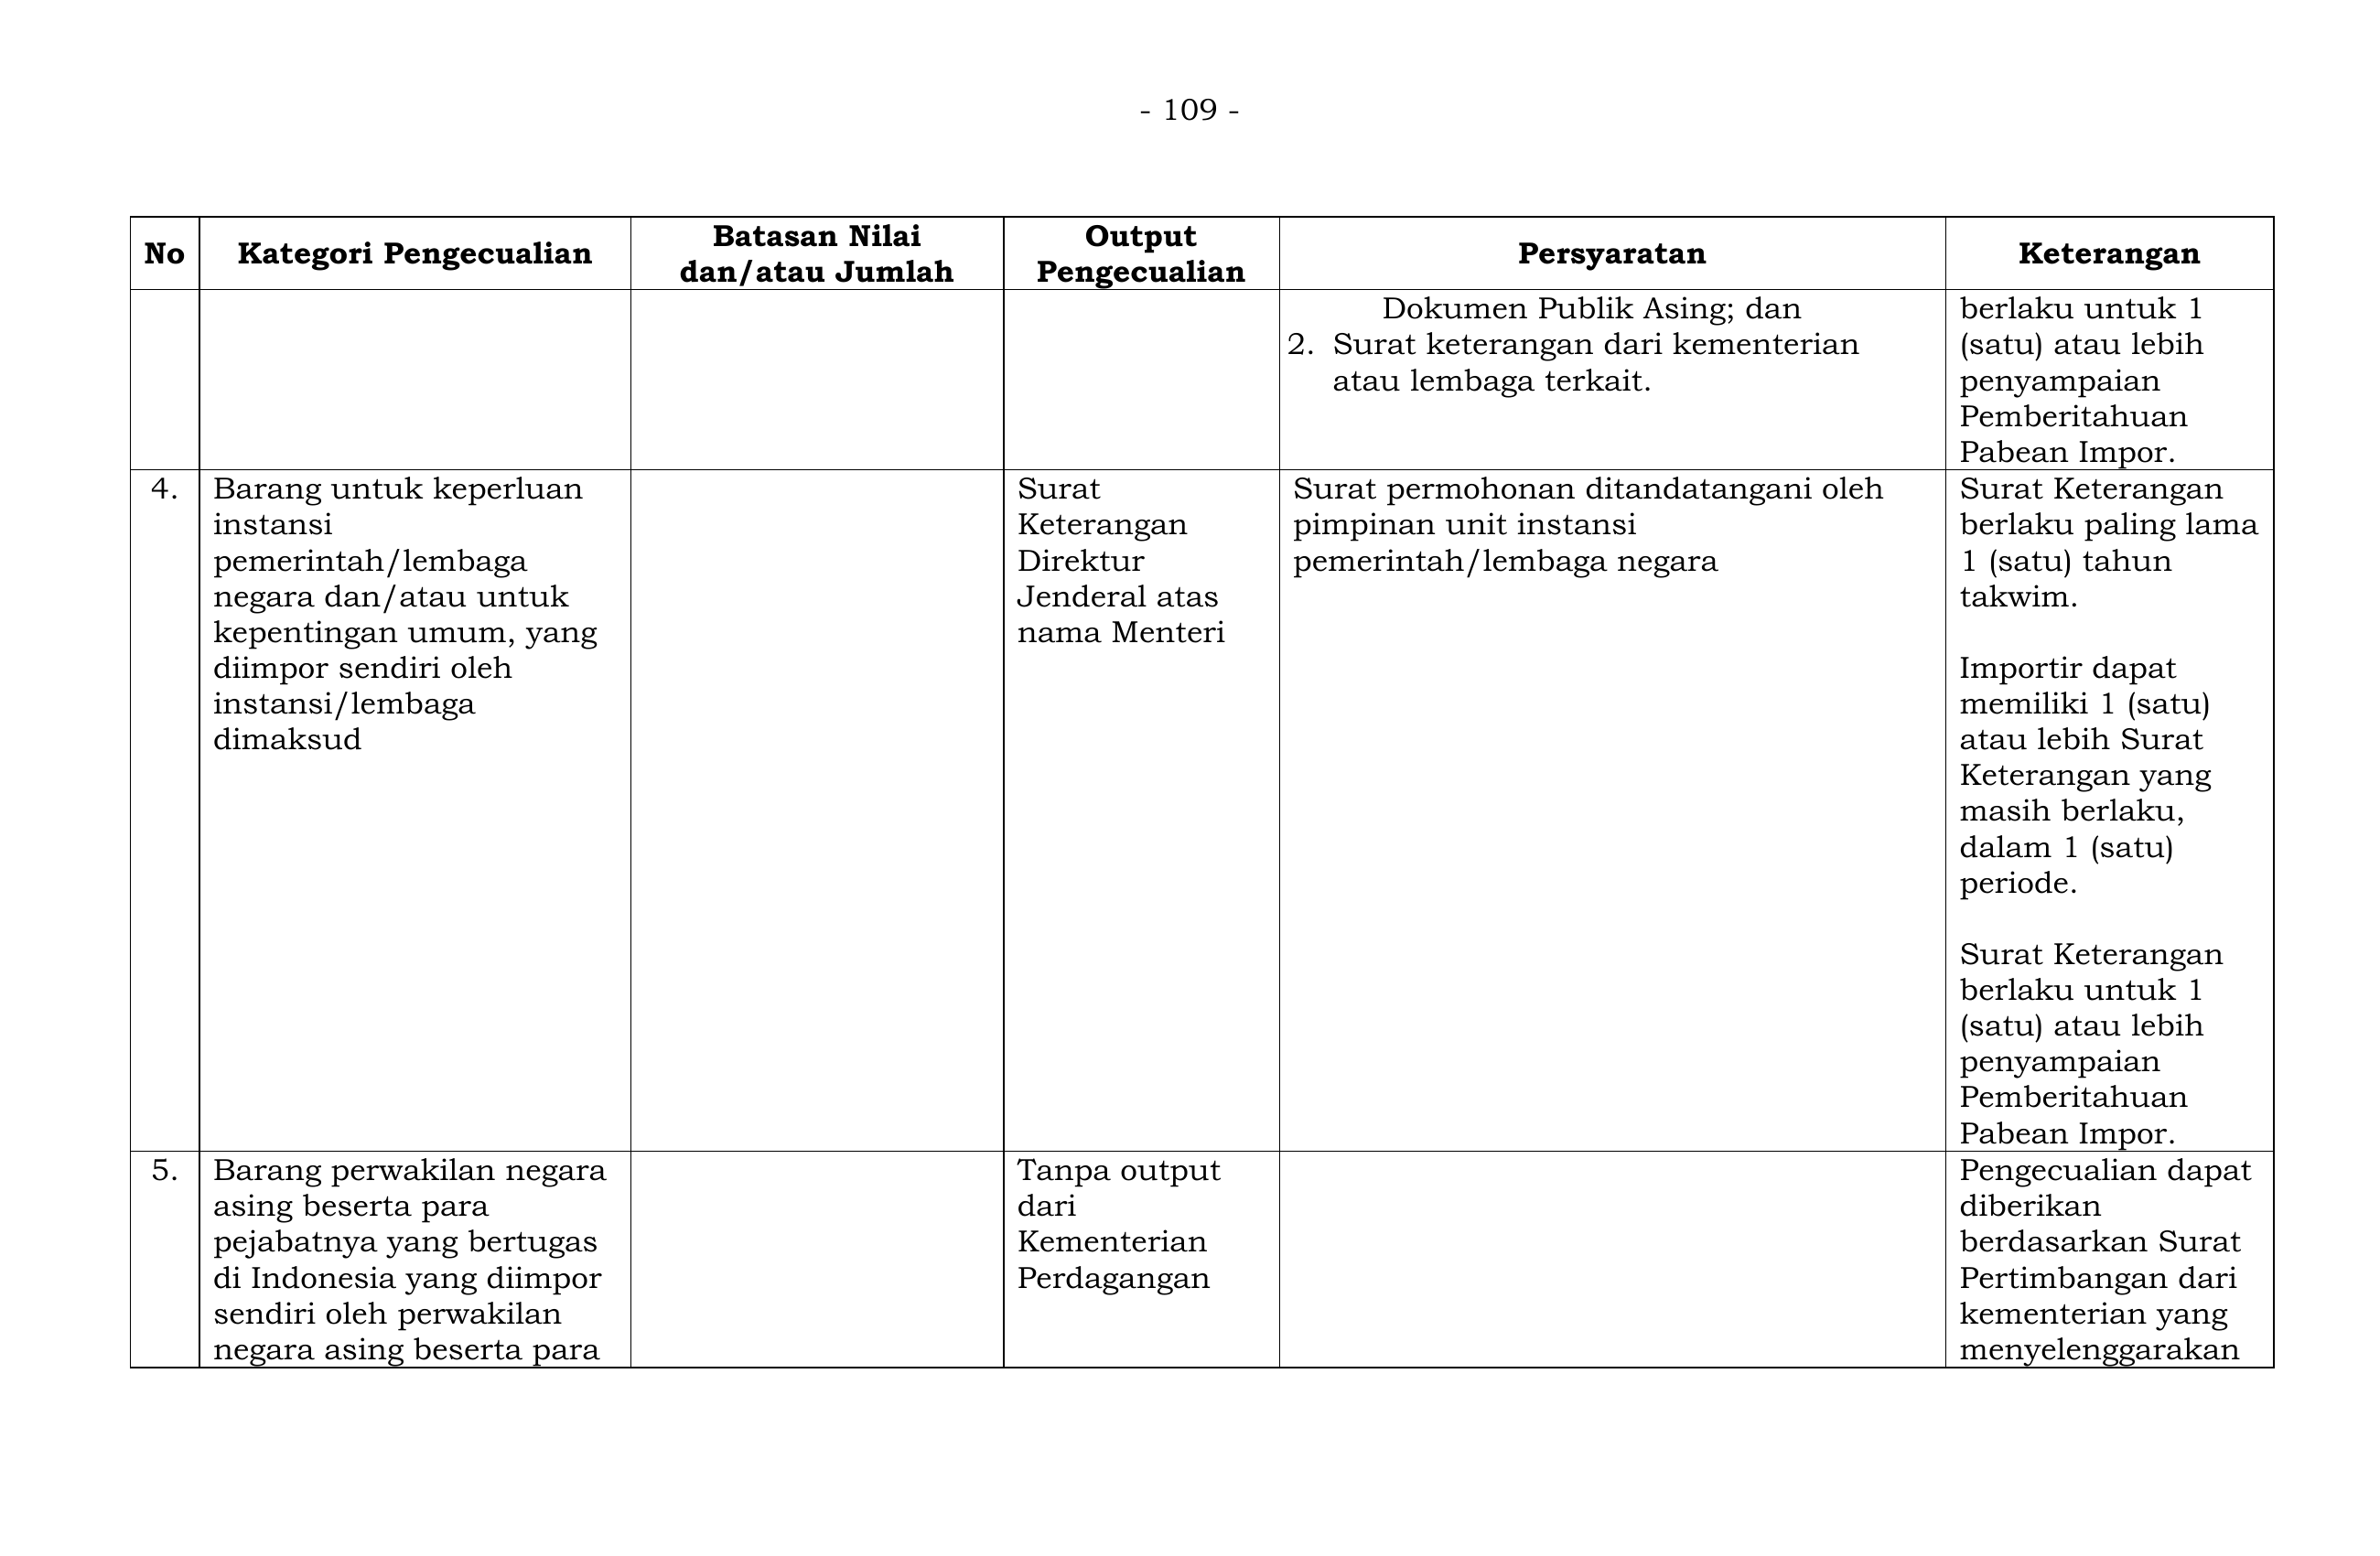 - 109 -
No
Kategori Pengecualian
Batasan Nilai
dan/atau Jumlah
Output
Pengecualian
Persyaratan
Keterangan
Dokumen Publik Asing; dan
2. Surat keterangan dari kementerian
atau lembaga terkait.
berlaku untuk 1
(satu) atau lebih
penyampaian
Pemberitahuan
Pabean Impor.
4.
Barang untuk keperluan
instansi
pemerintah/lembaga
negara dan/atau untuk
kepentingan umum, yang
diimpor sendiri oleh
instansi/lembaga
dimaksud
Surat
Keterangan
Direktur
Jenderal atas
nama Menteri
Surat permohonan ditandatangani oleh
pimpinan unit instansi
pemerintah/lembaga negara
Surat Keterangan
berlaku paling lama
1 (satu) tahun
takwim.
Importir dapat
memiliki 1 (satu)
atau lebih Surat
Keterangan yang
masih berlaku,
dalam 1 (satu)
periode.
Surat Keterangan
berlaku untuk 1
(satu) atau lebih
penyampaian
Pemberitahuan
Pabean Impor.
5.
Barang perwakilan negara
asing beserta para
pejabatnya yang bertugas
di Indonesia yang diimpor
sendiri oleh perwakilan
negara asing beserta para
Tanpa output
dari
Kementerian
Perdagangan
Pengecualian dapat
diberikan
berdasarkan Surat
Pertimbangan dari
kementerian yang
menyelenggarakan